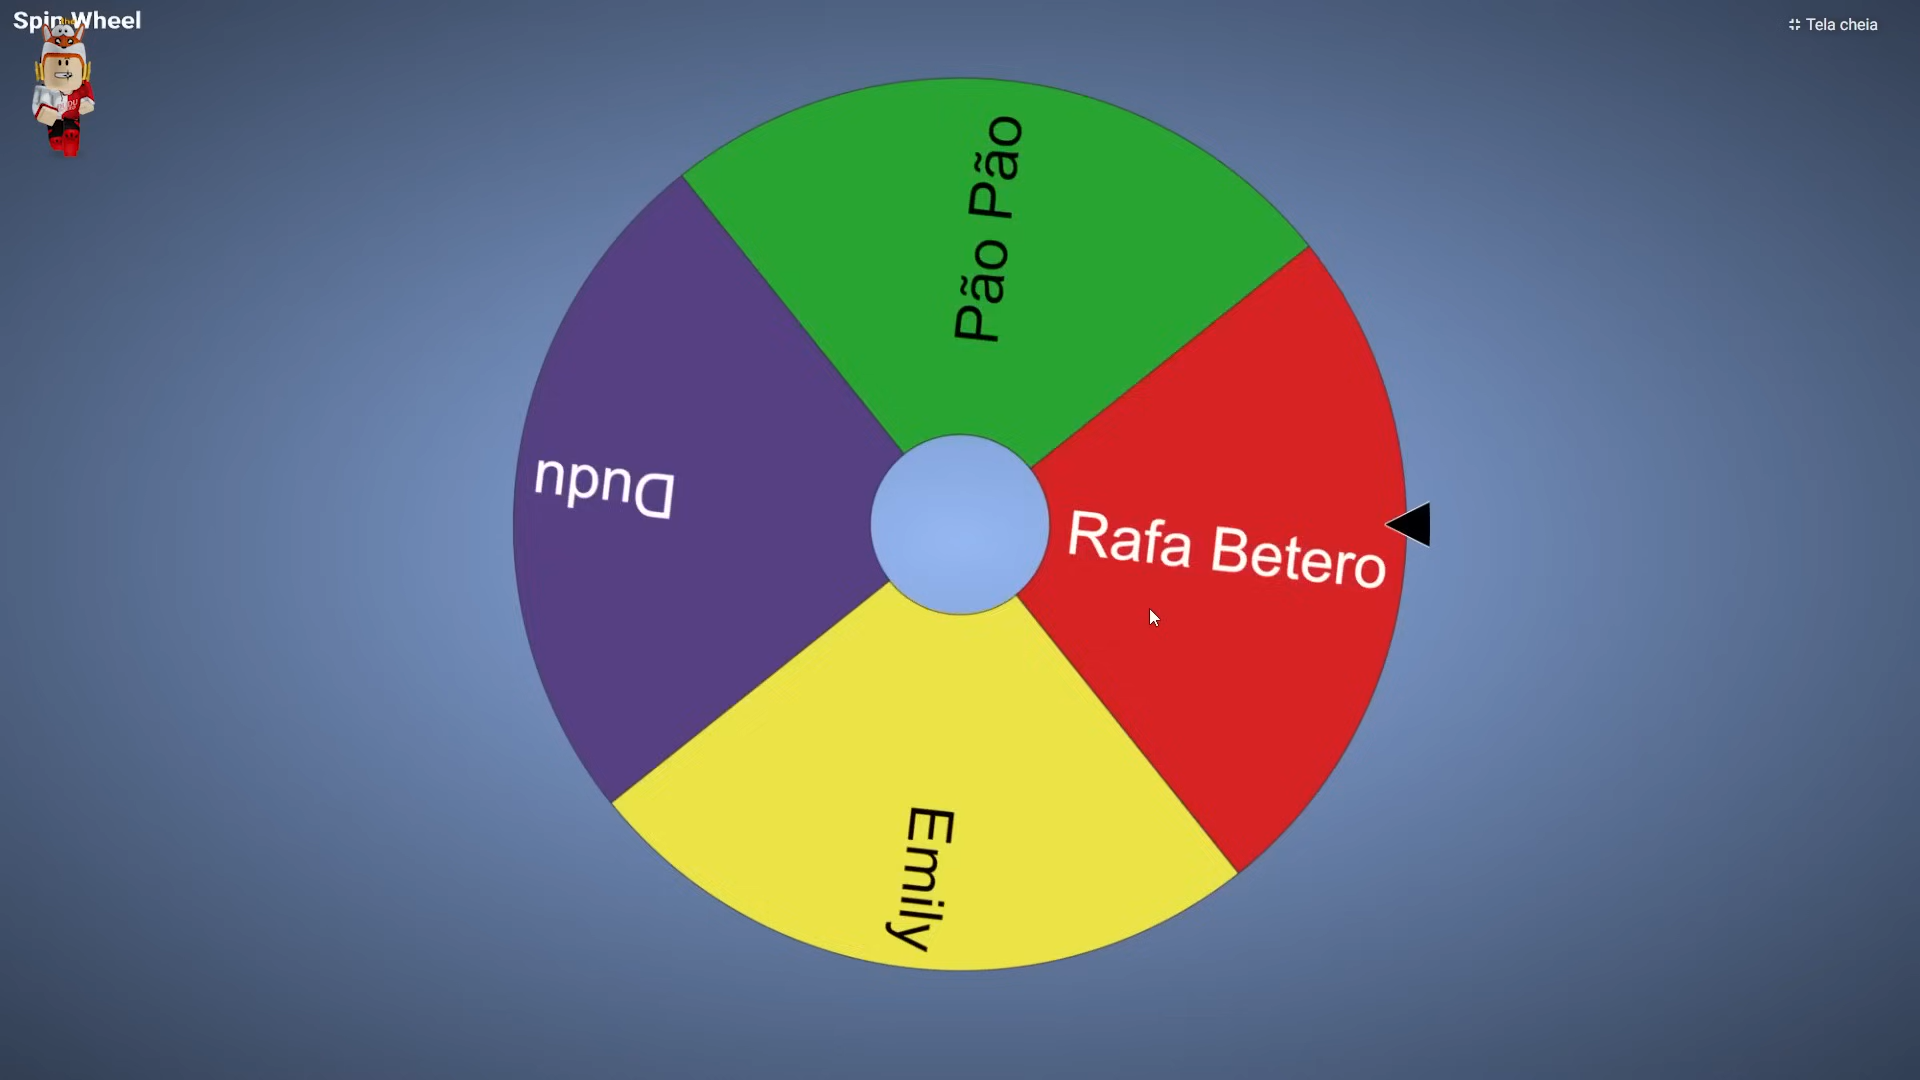 Spin Wheel
Tela cheia
Pão Pão
Dudu
Rafa Betero
Emily